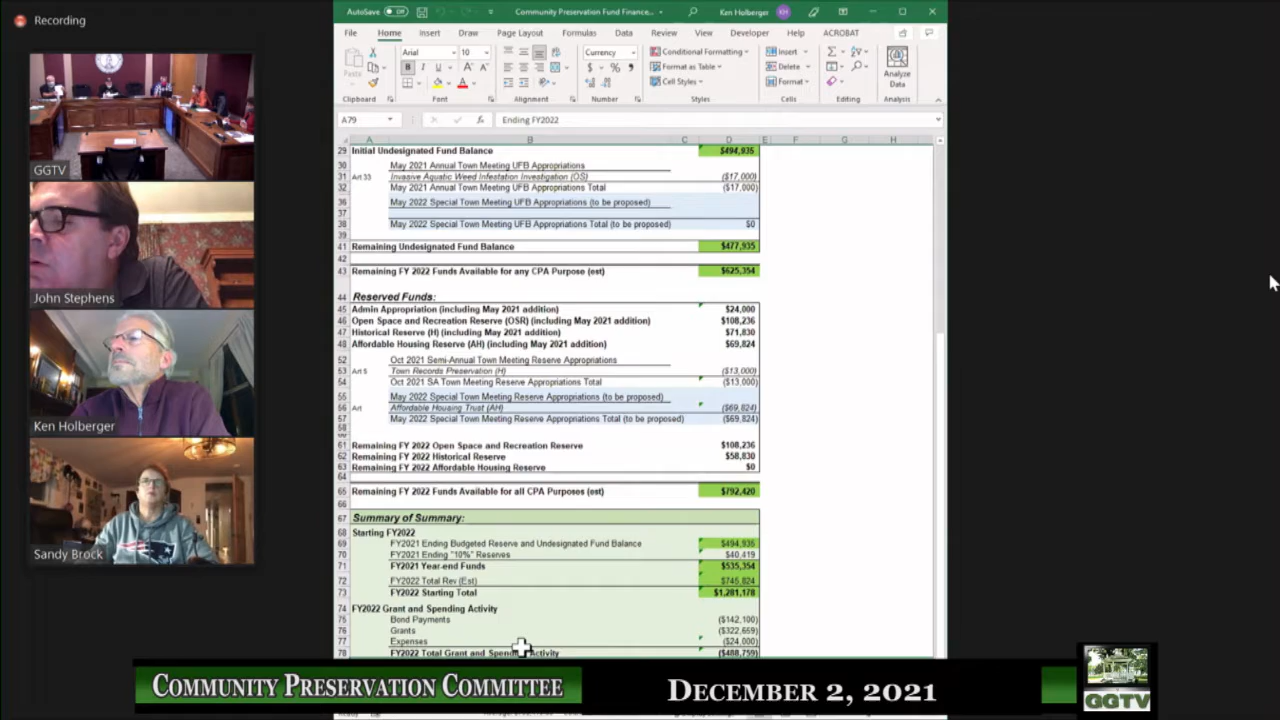 Recording
GGTV
John Stephens
Ken Holberger
Sandy Brock
AutoSave Off Community Preservation Fund Finance... Ken Holberger KH
File Home Insert Draw Page Layout Formulas Data Review View Developer Help ACROBAT
Paste
Arial 10
B I U
Currency
$ % 9
Conditional Formatting
Format as Table
Cell Styles
Insert
Delete
Format
Analyze
Data
Clipboard Font Alignment Number Styles Cells Editing Analysis
A79 fx Ending FY2022
A B C D E F G H
29 Initial Undesignated Fund Balance $494,935
30 May 2021 Annual Town Meeting UFB Appropriations
31 Art 33 Invasive Aquatic Weed Infestation Investigation (OS) ($17,000)
32 May 2021 Annual Town Meeting UFB Appropriations Total ($17,000)
36 May 2022 Special Town Meeting UFB Appropriations (to be proposed)
37
38 May 2022 Special Town Meeting UFB Appropriations Total (to be proposed) $0
39
41 Remaining Undesignated Fund Balance $477,935
42
43 Remaining FY 2022 Funds Available for any CPA Purpose (est) $625,354
44 Reserved Funds:
45 Admin Appropriation (including May 2021 addition) $24,000
46 Open Space and Recreation Reserve (OSR) (including May 2021 addition) $108,236
47 Historical Reserve (H) (including May 2021 addition) $71,830
48 Affordable Housing Reserve (AH) (including May 2021 addition) $69,824
52 Oct 2021 Semi-Annual Town Meeting Reserve Appropriations
53 Art 5 Town Records Preservation (H) ($13,000)
54 Oct 2021 SA Town Meeting Reserve Appropriations Total ($13,000)
55 May 2022 Special Town Meeting Reserve Appropriations (to be proposed)
56 Art Affordable Housing Trust (AH) ($69,824)
57 May 2022 Special Town Meeting Reserve Appropriations Total (to be proposed) ($69,824)
58
61 Remaining FY 2022 Open Space and Recreation Reserve $108,236
62 Remaining FY 2022 Historical Reserve $58,830
63 Remaining FY 2022 Affordable Housing Reserve $0
64
65 Remaining FY 2022 Funds Available for all CPA Purposes (est) $792,420
66
67 Summary of Summary:
68 Starting FY2022
69 FY2021 Ending Budgeted Reserve and Undesignated Fund Balance $494,935
70 FY2021 Ending "10%" Reserves $40,419
71 FY2021 Year-end Funds $535,354
72 FY2022 Total Rev (Est) $745,824
73 FY2022 Starting Total $1,281,178
74 FY2022 Grant and Spending Activity
75 Bond Payments ($142,100)
76 Grants ($322,659)
77 Expenses ($24,000)
78 FY2022 Total Grant and Spending Activity ($488,759)
COMMUNITY PRESERVATION COMMITTEE
DECEMBER 2, 2021
GGTV